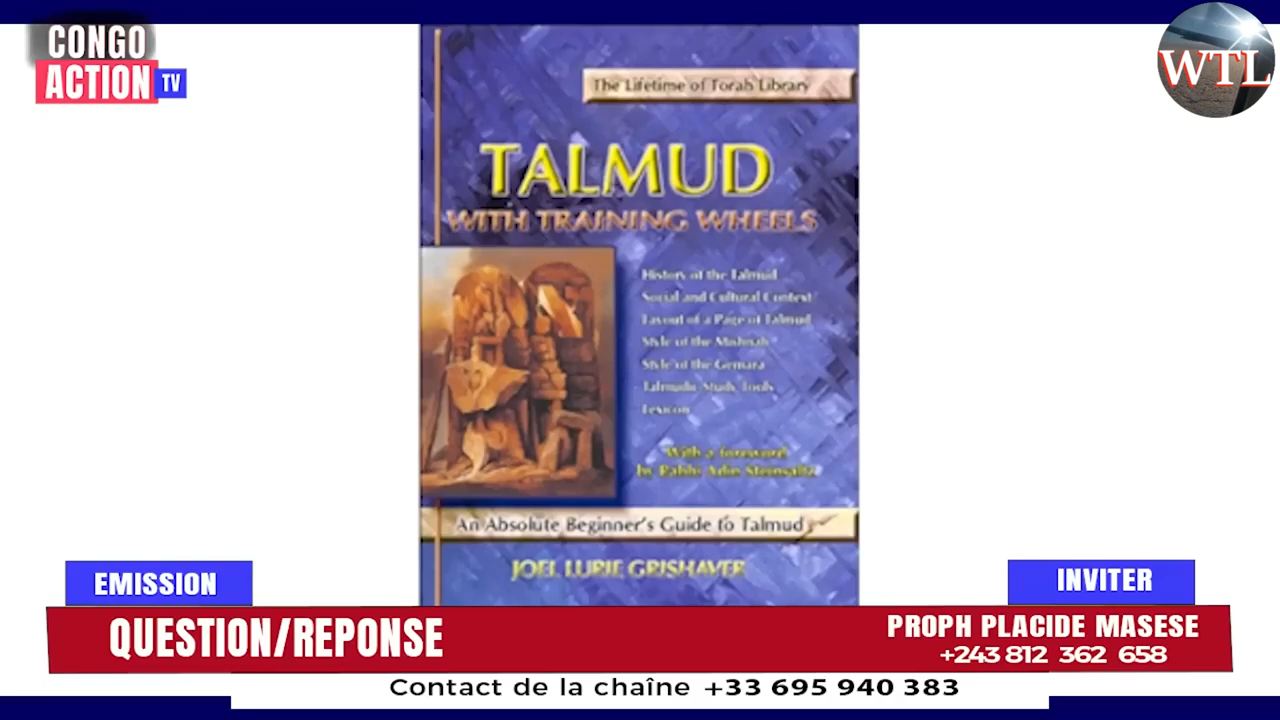 CONGO
ACTION TV
WTL
The Lifetime of Torah Library
TALMUD
WITH TRAINING WHEELS
History of the Talmud
Social and Cultural Context
Layout of a Page of Talmud
Style of the Mishnah
Style of the Gemara
Talmudic Study Tools
Lexicon
With a foreword
by Rabbi Adin Steinsaltz
An Absolute Beginner's Guide to Talmud
JOEL LURIE GRISHAVER
EMISSION
INVITER
QUESTION/REPONSE
PROPH PLACIDE MASESE
+243 812 362 658
Contact de la chaîne +33 695 940 383